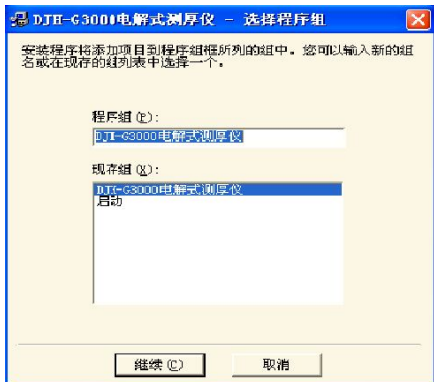 DJH-G3000电解式测厚仪 - 选择程序组
安装程序将添加项目到程序组框所列的组中。您可以输入新的组
名或在现存的组列表中选择一个。
程序组(P):
DJH-G3000电解式测厚仪
现存组(X):
DJH-G3000电解式测厚仪
启动
继续(C)
取消